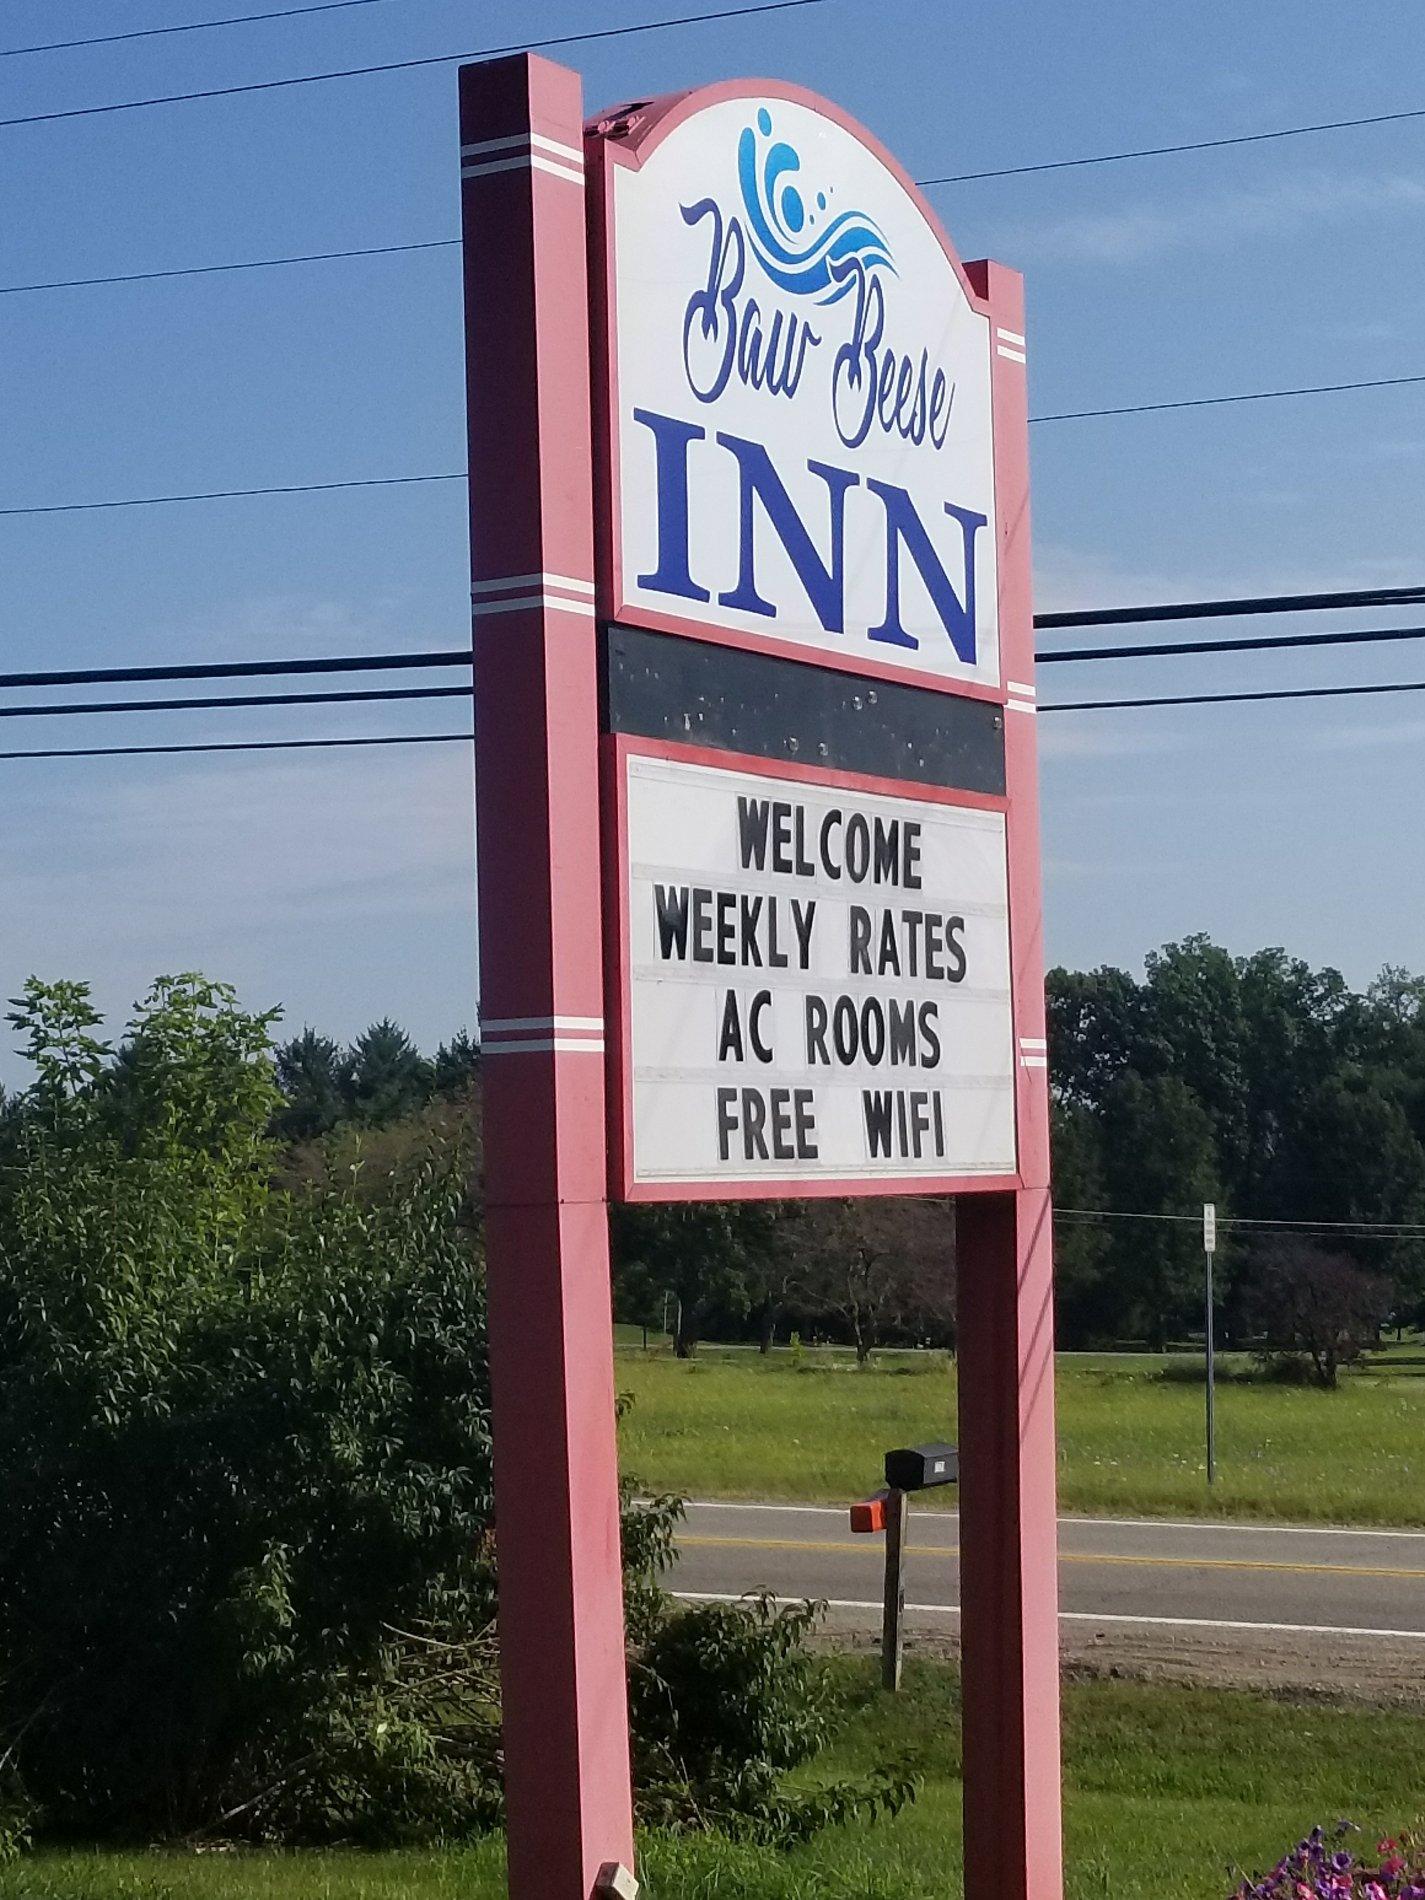 Baw Beese
INN
WELCOME
WEEKLY RATES
AC ROOMS
FREE WIFI